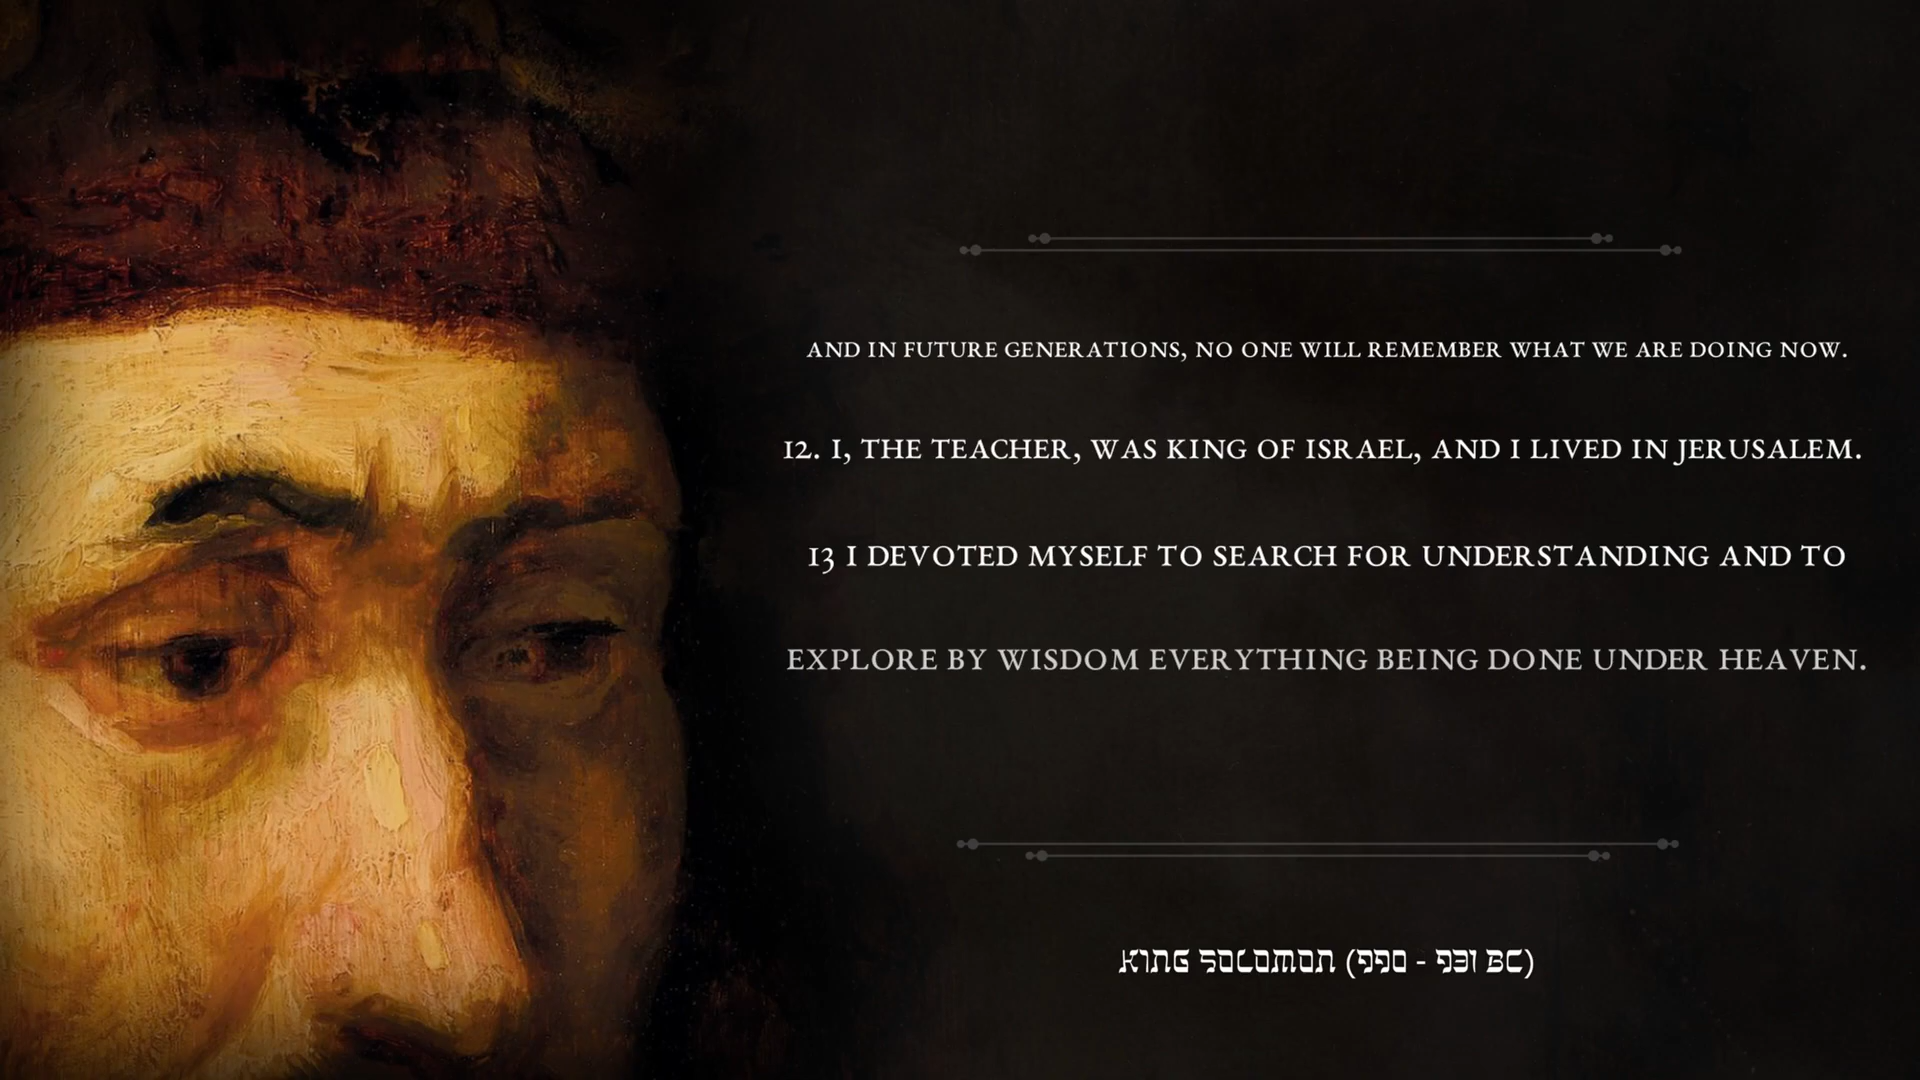 AND IN FUTURE GENERATIONS, NO ONE WILL REMEMBER WHAT WE ARE DOING NOW.
12. I, THE TEACHER, WAS KING OF ISRAEL, AND I LIVED IN JERUSALEM.
13 I DEVOTED MYSELF TO SEARCH FOR UNDERSTANDING AND TO
EXPLORE BY WISDOM EVERYTHING BEING DONE UNDER HEAVEN.
KING SOLOMON (990 - 931 BC)